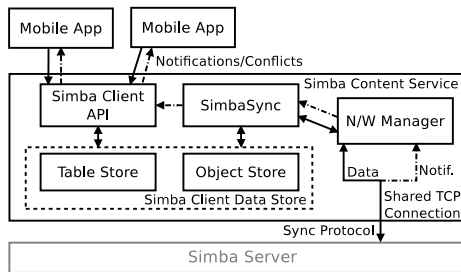 Mobile App
Mobile App
Notifications/Conflicts
Simba Content Service
Simba Client
API
SimbaSync
N/W Manager
Table Store
Object Store
Simba Client Data Store
Data
Notif.
Shared TCP
Connection
Sync Protocol
Simba Server